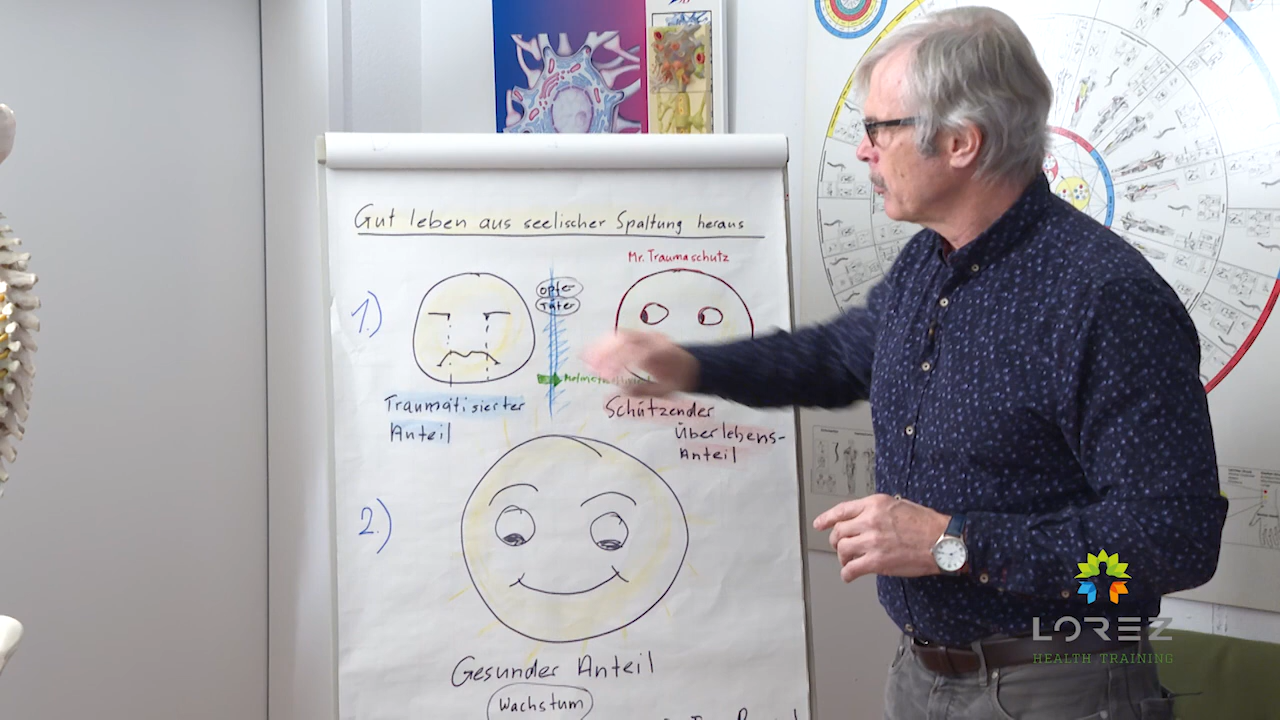 Gut leben aus seelischer Spaltung heraus
Mr. Traumaschutz
1.)
Opfer
Täter
Traumatisierter
Anteil
Schützender
Überlebens-
Anteil
2.)
Gesunder Anteil
Wachstum
LOREZ
HEALTH TRAINING